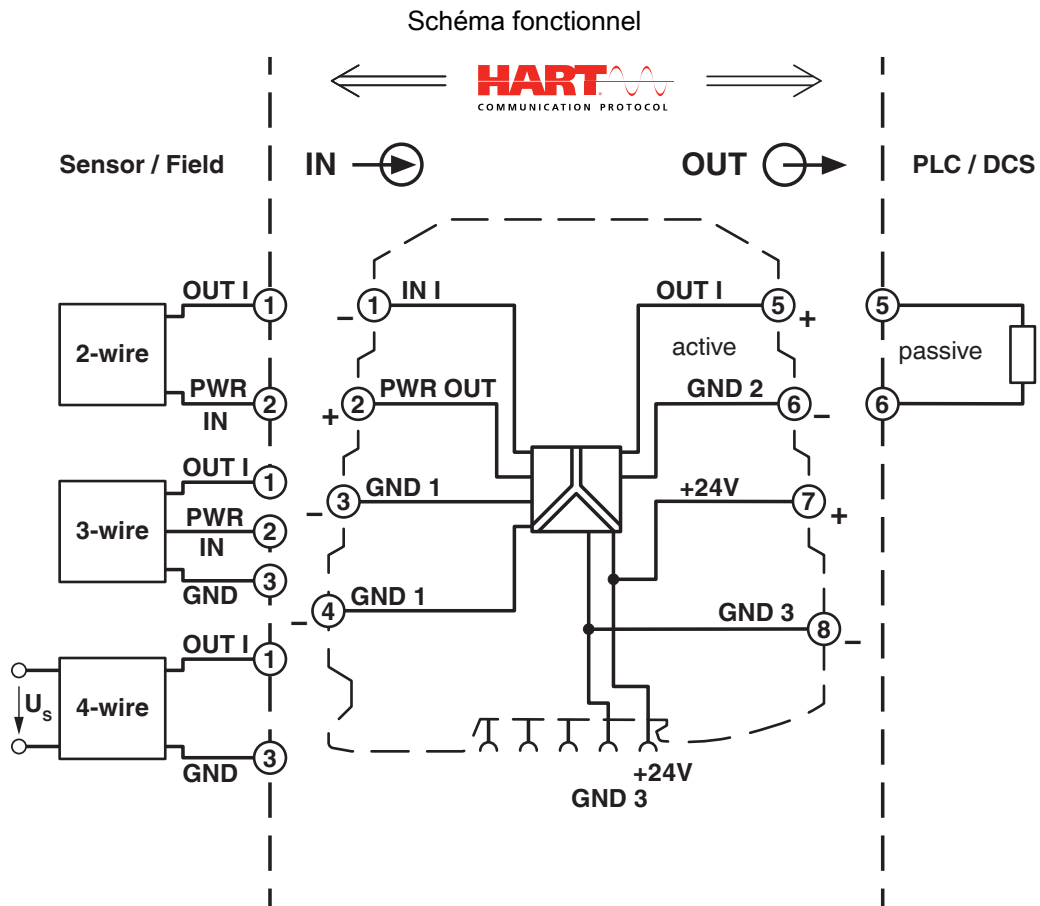 Schéma fonctionnel
HART
COMMUNICATION PROTOCOL
Sensor / Field
IN
OUT
PLC / DCS
OUT I
1
2-wire
PWR
IN
2
OUT I
1
3-wire
PWR
IN
2
GND
3
OUT I
1
Us
4-wire
GND
3
1
IN I
–
2
PWR OUT
+
3
GND 1
–
4
GND 1
–
OUT I
5
+
active
GND 2
6
–
+24V
7
+
GND 3
8
–
+24V
GND 3
5
passive
6